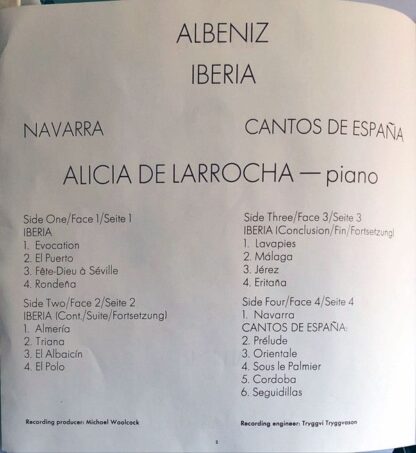 ALBENIZ
IBERIA
NAVARRA
CANTOS DE ESPAÑA
ALICIA DE LARROCHA — piano
Side One/Face 1/Seite 1
IBERIA
1. Evocation
2. El Puerto
3. Fête-Dieu à Séville
4. Rondeña
Side Two/Face 2/Seite 2
IBERIA (Cont./Suite/Fortsetzung)
1. Almería
2. Triana
3. El Albaicín
4. El Polo
Side Three/Face 3/Seite 3
IBERIA (Conclusion/Fin/Fortsetzung)
1. Lavapies
2. Málaga
3. Jérez
4. Eritaña
Side Four/Face 4/Seite 4
1. Navarra
CANTOS DE ESPAÑA:
2. Prélude
3. Orientale
4. Sous le Palmier
5. Cordoba
6. Seguidillas
Recording producer: Michael Woolcock
Recording engineer: Tryggvi Tryggvason